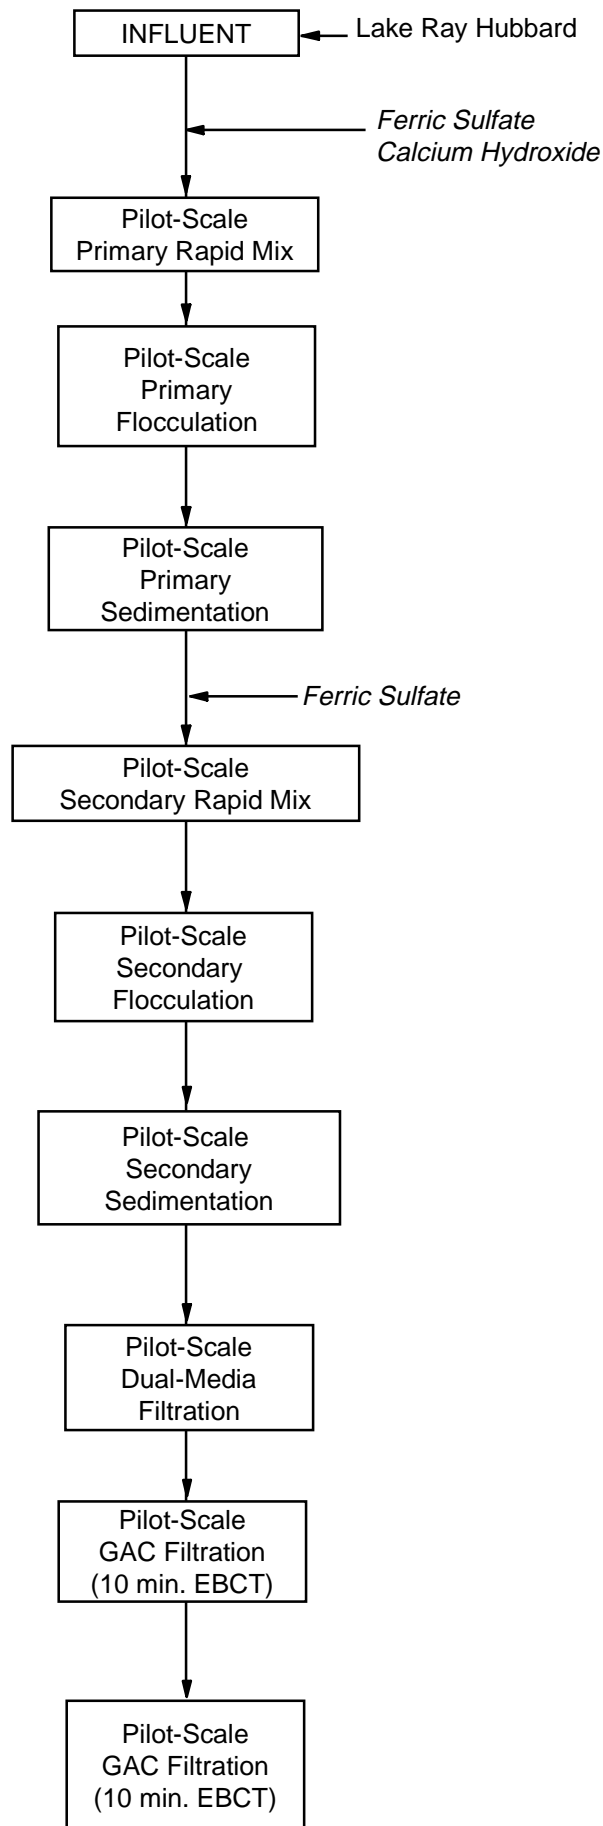 INFLUENT
Lake Ray Hubbard
Ferric Sulfate
Calcium Hydroxide
Pilot-Scale
Primary Rapid Mix
Pilot-Scale
Primary
Flocculation
Pilot-Scale
Primary
Sedimentation
Ferric Sulfate
Pilot-Scale
Secondary Rapid Mix
Pilot-Scale
Secondary
Flocculation
Pilot-Scale
Secondary
Sedimentation
Pilot-Scale
Dual-Media
Filtration
Pilot-Scale
GAC Filtration
(10 min. EBCT)
Pilot-Scale
GAC Filtration
(10 min. EBCT)